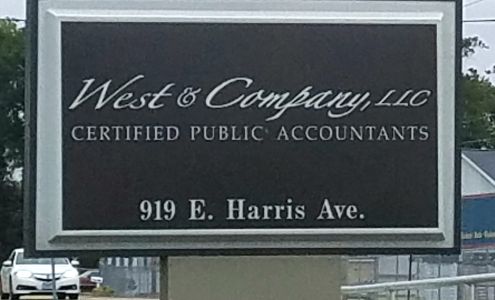 West & Company, LLC
CERTIFIED PUBLIC ACCOUNTANTS
919 E. Harris Ave.